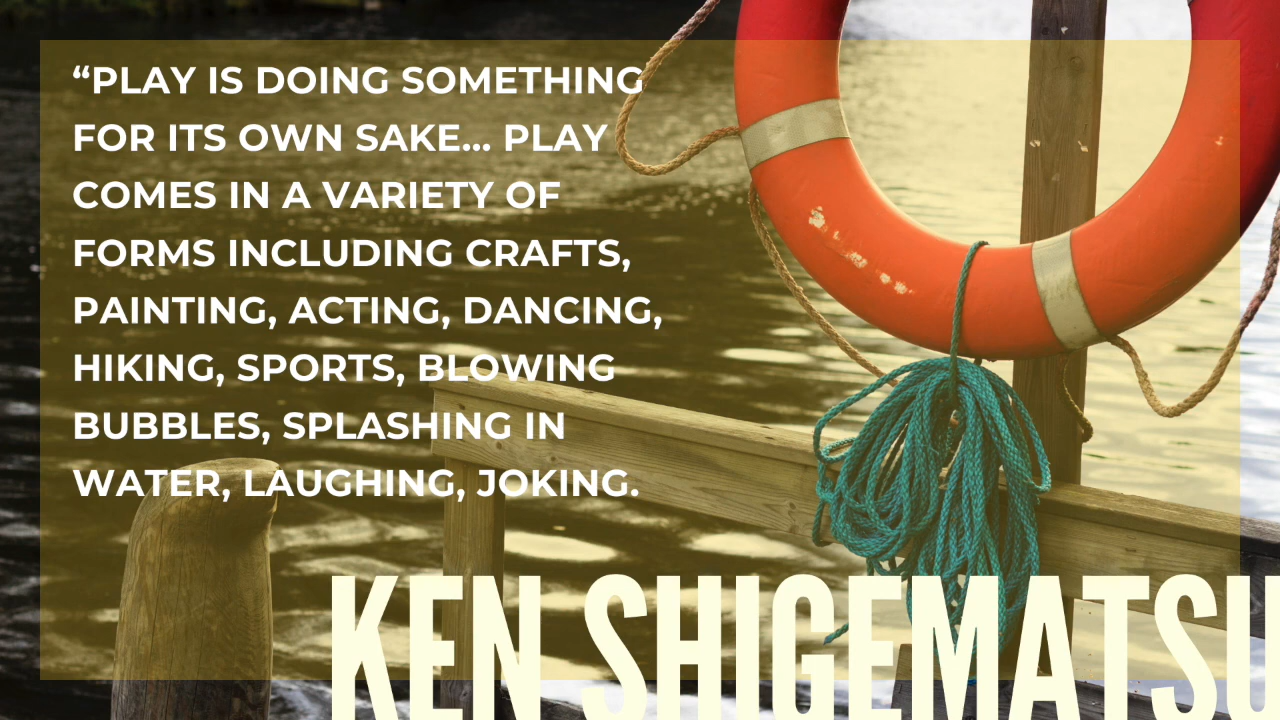 “PLAY IS DOING SOMETHING
FOR ITS OWN SAKE... PLAY
COMES IN A VARIETY OF
FORMS INCLUDING CRAFTS,
PAINTING, ACTING, DANCING,
HIKING, SPORTS, BLOWING
BUBBLES, SPLASHING IN
WATER, LAUGHING, JOKING.
KEN SHIGEMATSU